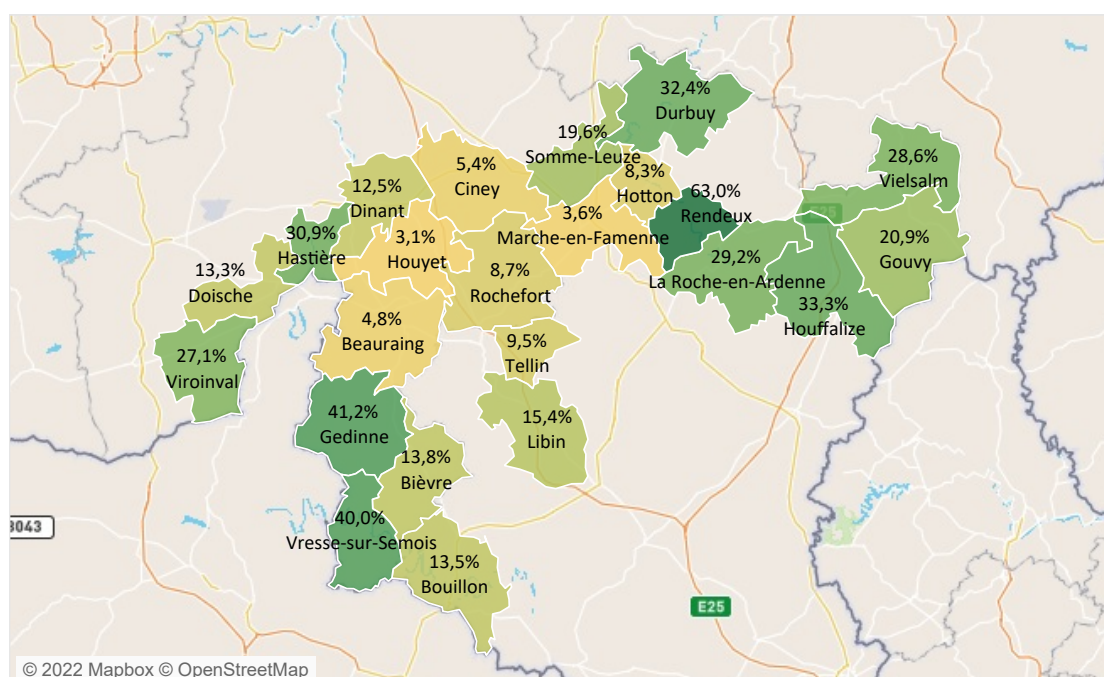 32,4%
Durbuy
19,6%
Somme-Leuze
28,6%
Vielsalm
5,4%
Ciney
8,3%
Hotton
12,5%
Dinant
63,0%
Rendeux
E25
3,6%
Marche-en-Famenne
30,9%
Hastière
3,1%
Houyet
20,9%
Gouvy
29,2%
La Roche-en-Ardenne
13,3%
Doische
8,7%
Rochefort
33,3%
Houffalize
4,8%
Beauraing
9,5%
Tellin
27,1%
Viroinval
41,2%
Gedinne
15,4%
Libin
13,8%
Bièvre
40,0%
Vresse-sur-Semois
13,5%
Bouillon
E25
© 2022 Mapbox © OpenStreetMap